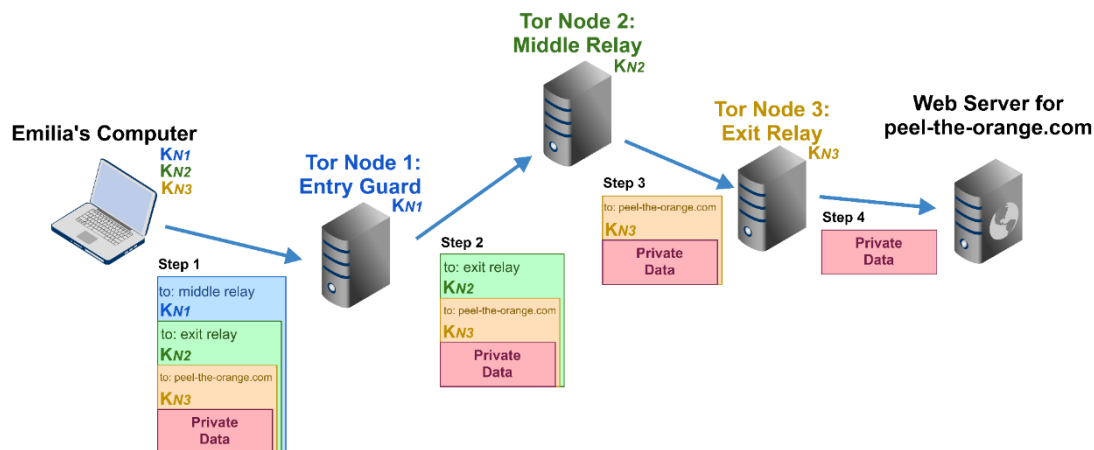 Emilia's Computer
KN1
KN2
KN3
Tor Node 1:
Entry Guard
KN1
Tor Node 2:
Middle Relay
KN2
Tor Node 3:
Exit Relay
KN3
Web Server for
peel-the-orange.com
Step 1
to: middle relay
KN1
to: exit relay
KN2
to: peel-the-orange.com
KN3
Private
Data
Step 2
to: exit relay
KN2
to: peel-the-orange.com
KN3
Private
Data
Step 3
to: peel-the-orange.com
KN3
Private
Data
Step 4
Private
Data